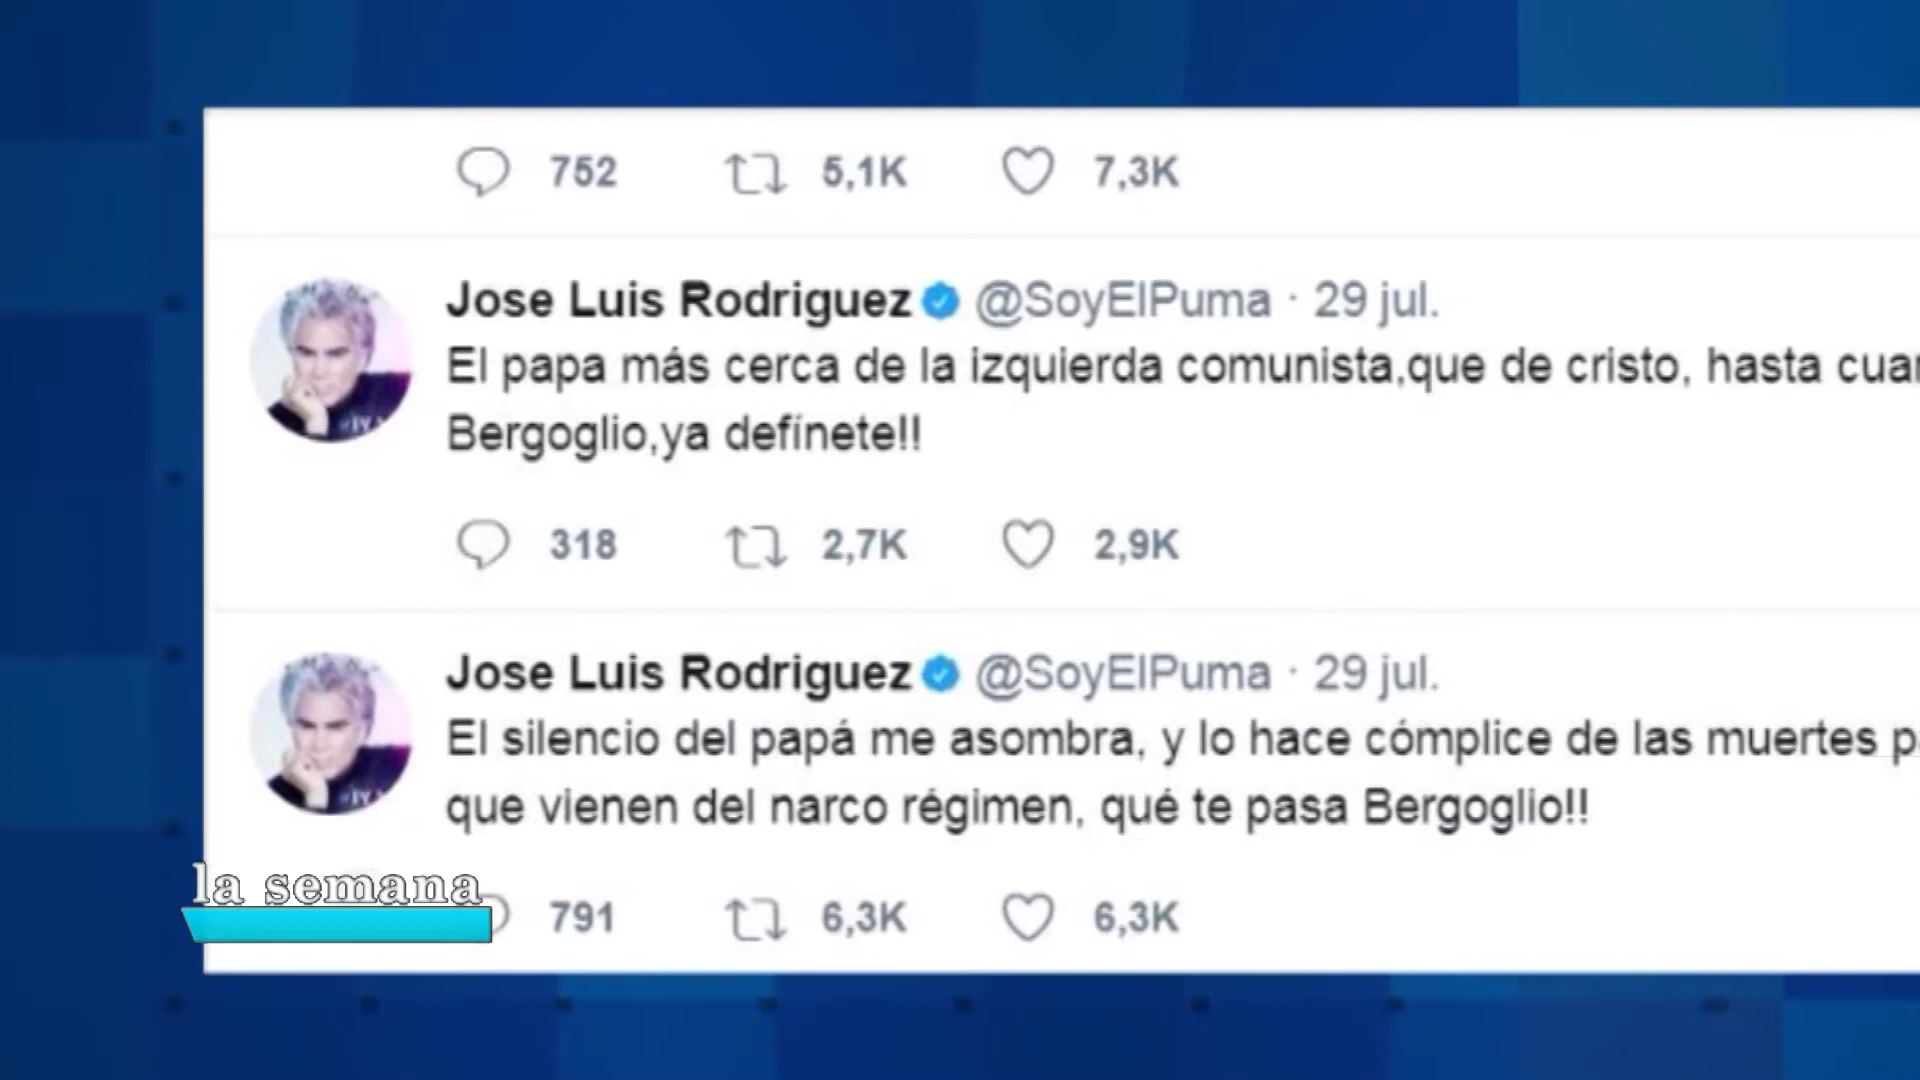 752 5,1K 7,3K
Jose Luis Rodriguez @SoyElPuma · 29 jul.
El papa más cerca de la izquierda comunista,que de cristo, hasta
Bergoglio,ya defínete!!
318 2,7K 2,9K
Jose Luis Rodriguez @SoyElPuma · 29 jul.
El silencio del papá me asombra, y lo hace cómplice de las muertes
que vienen del narco régimen, qué te pasa Bergoglio!!
la semana
791 6,3K 6,3K